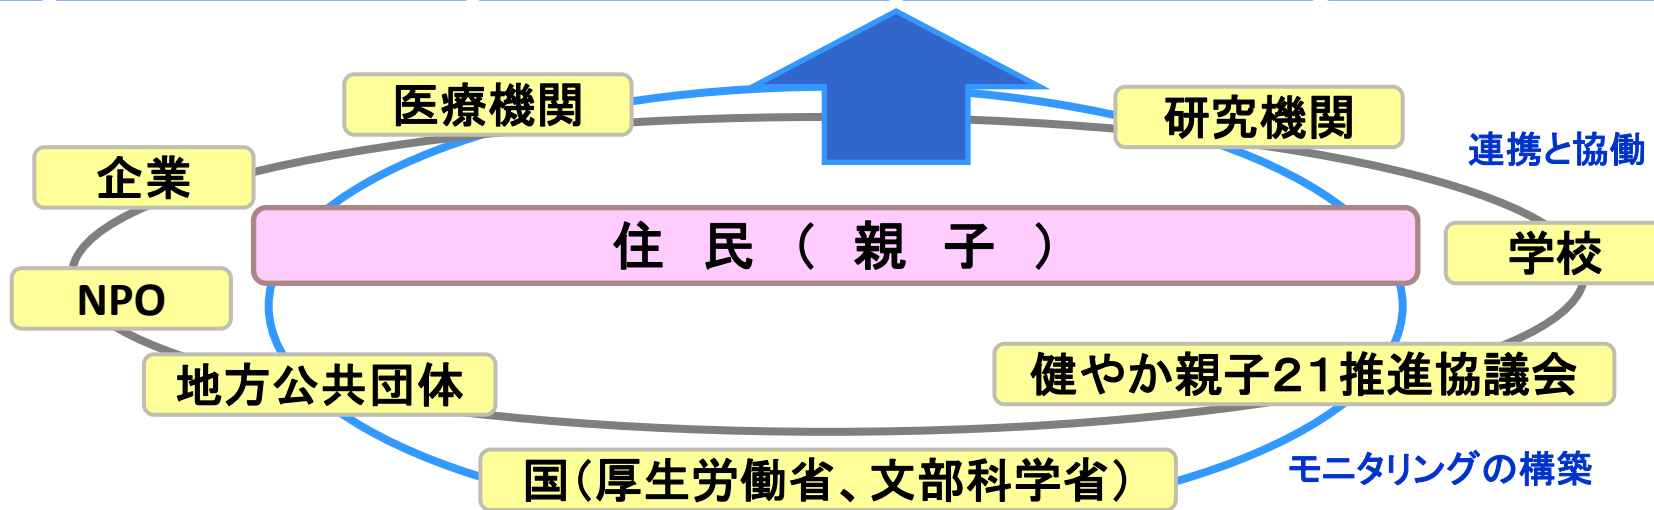 医療機関
研究機関
連携と協働
企業
住　民　（　親　子　）
学校
NPO
地方公共団体
健やか親子２１推進協議会
国（厚生労働省、文部科学省）
モニタリングの構築